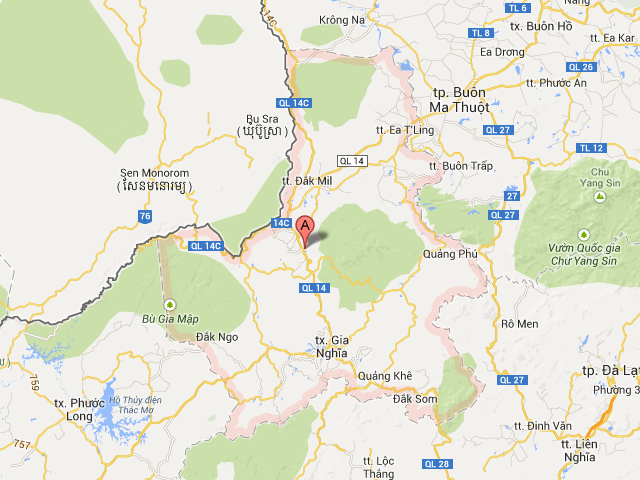 TL 6
14C
Krông Na
tx. Buôn Hồ
TL 8
Ea Drơng
tx. Ea Kar
QL 26
tt. Phước An
tp. Buôn
Ma Thuột
QL 14C
Bu Sra
(ឃុំប៊ូស្រា)
tt. Ea T'Ling
QL 27
TL 12
QL 14
tt. Buôn Trấp
Sen Monorom
(សែនមនោរម្យ)
tt. Đăk Mil
Chu
Yang Sin
27
76
14C
A
QL 27
QL 14C
Quảng Phú
Vườn Quốc gia
Chư Yang Sin
QL 14
Bù Gia Mập
Rô Men
Đắk Ngo
tx. Gia
Nghĩa
759
Quảng Khê
QL 27
tp. Đà Lạt
Phường 3
Hồ Thủy điện
Thác Mơ
tx. Phước
Long
Đắk Som
tt. Đinh Văn
757
tt. Liên
Nghĩa
tt. Lộc
Thắng
QL 28